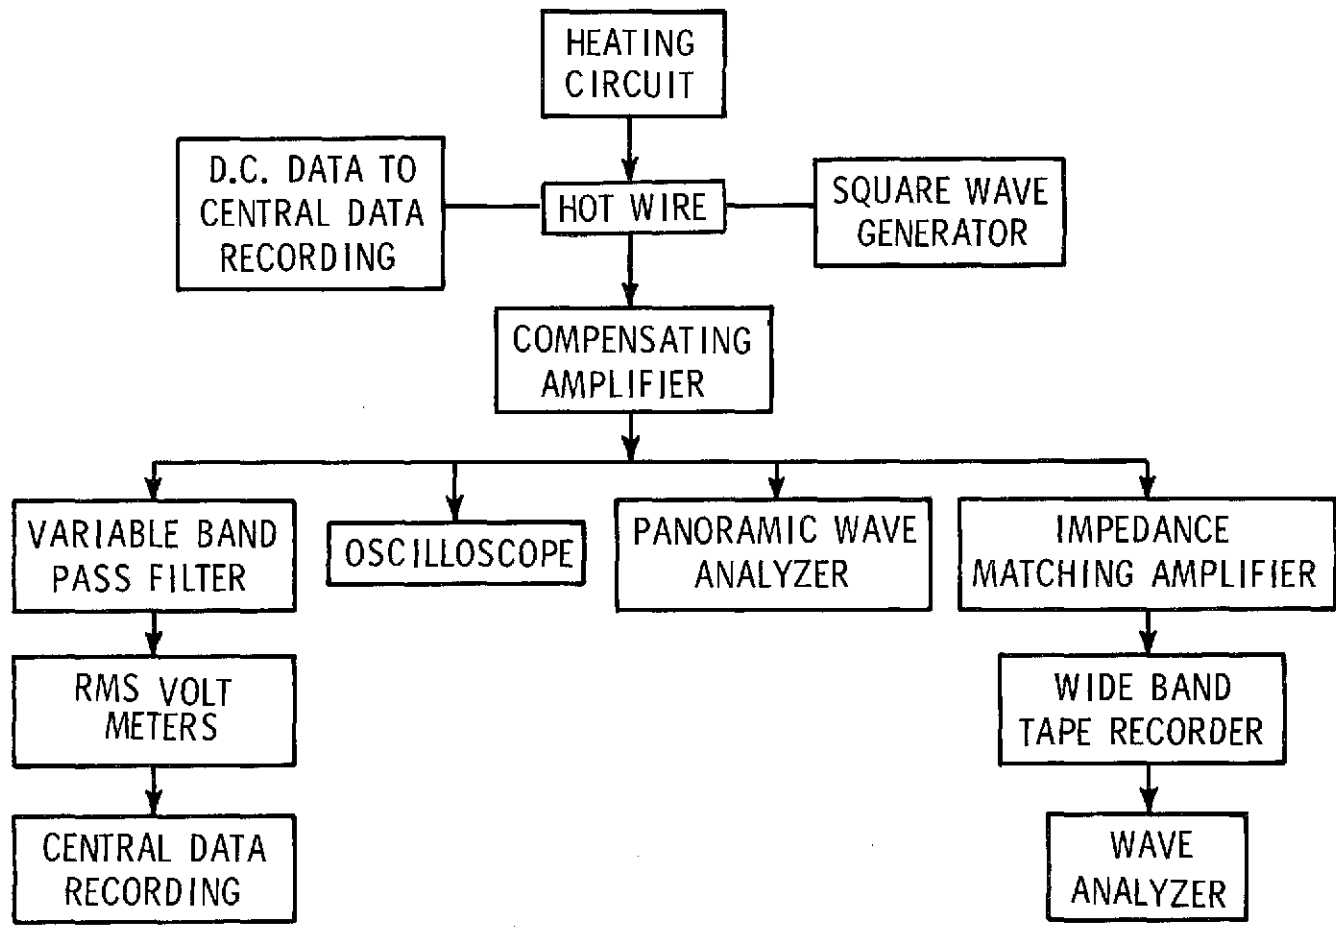 HEATING
CIRCUIT
D.C. DATA TO
CENTRAL DATA
RECORDING
HOT WIRE
SQUARE WAVE
GENERATOR
COMPENSATING
AMPLIFIER
VARIABLE BAND
PASS FILTER
OSCILLOSCOPE
PANORAMIC WAVE
ANALYZER
IMPEDANCE
MATCHING AMPLIFIER
RMS VOLT
METERS
WIDE BAND
TAPE RECORDER
CENTRAL DATA
RECORDING
WAVE
ANALYZER